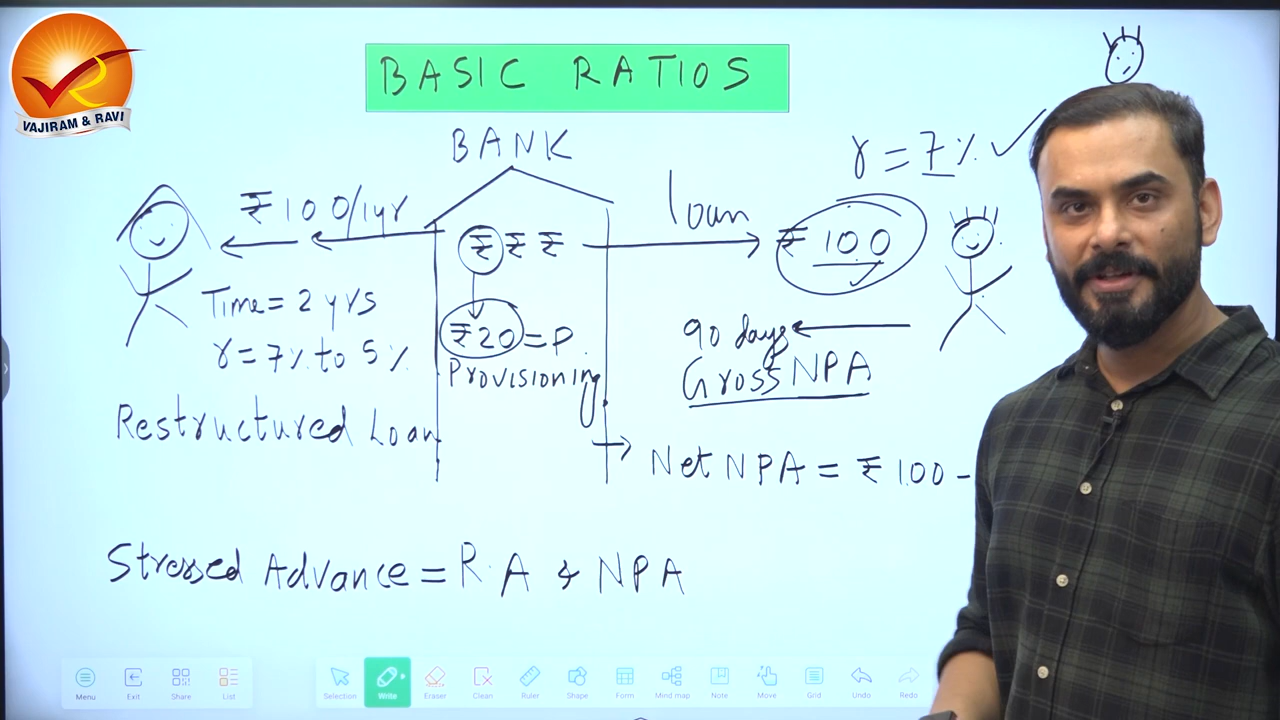 VAJIRAM & RAVI
BASIC RATIOS
BANK
r = 7% ✓
₹100/1yr
loan
₹ ₹ ₹
₹ 100
Time = 2 yrs
r = 7% to 5%
₹20 = P
Provisioning
90 days
Gross NPA
Restructured Loan
Net NPA = ₹ 100 -
Stressed Advance = R.A & NPA
Menu
Exit
Share
List
Selection
Write
Eraser
Clean
Ruler
Shape
Form
Mind map
Note
Move
Grid
Undo
Redo